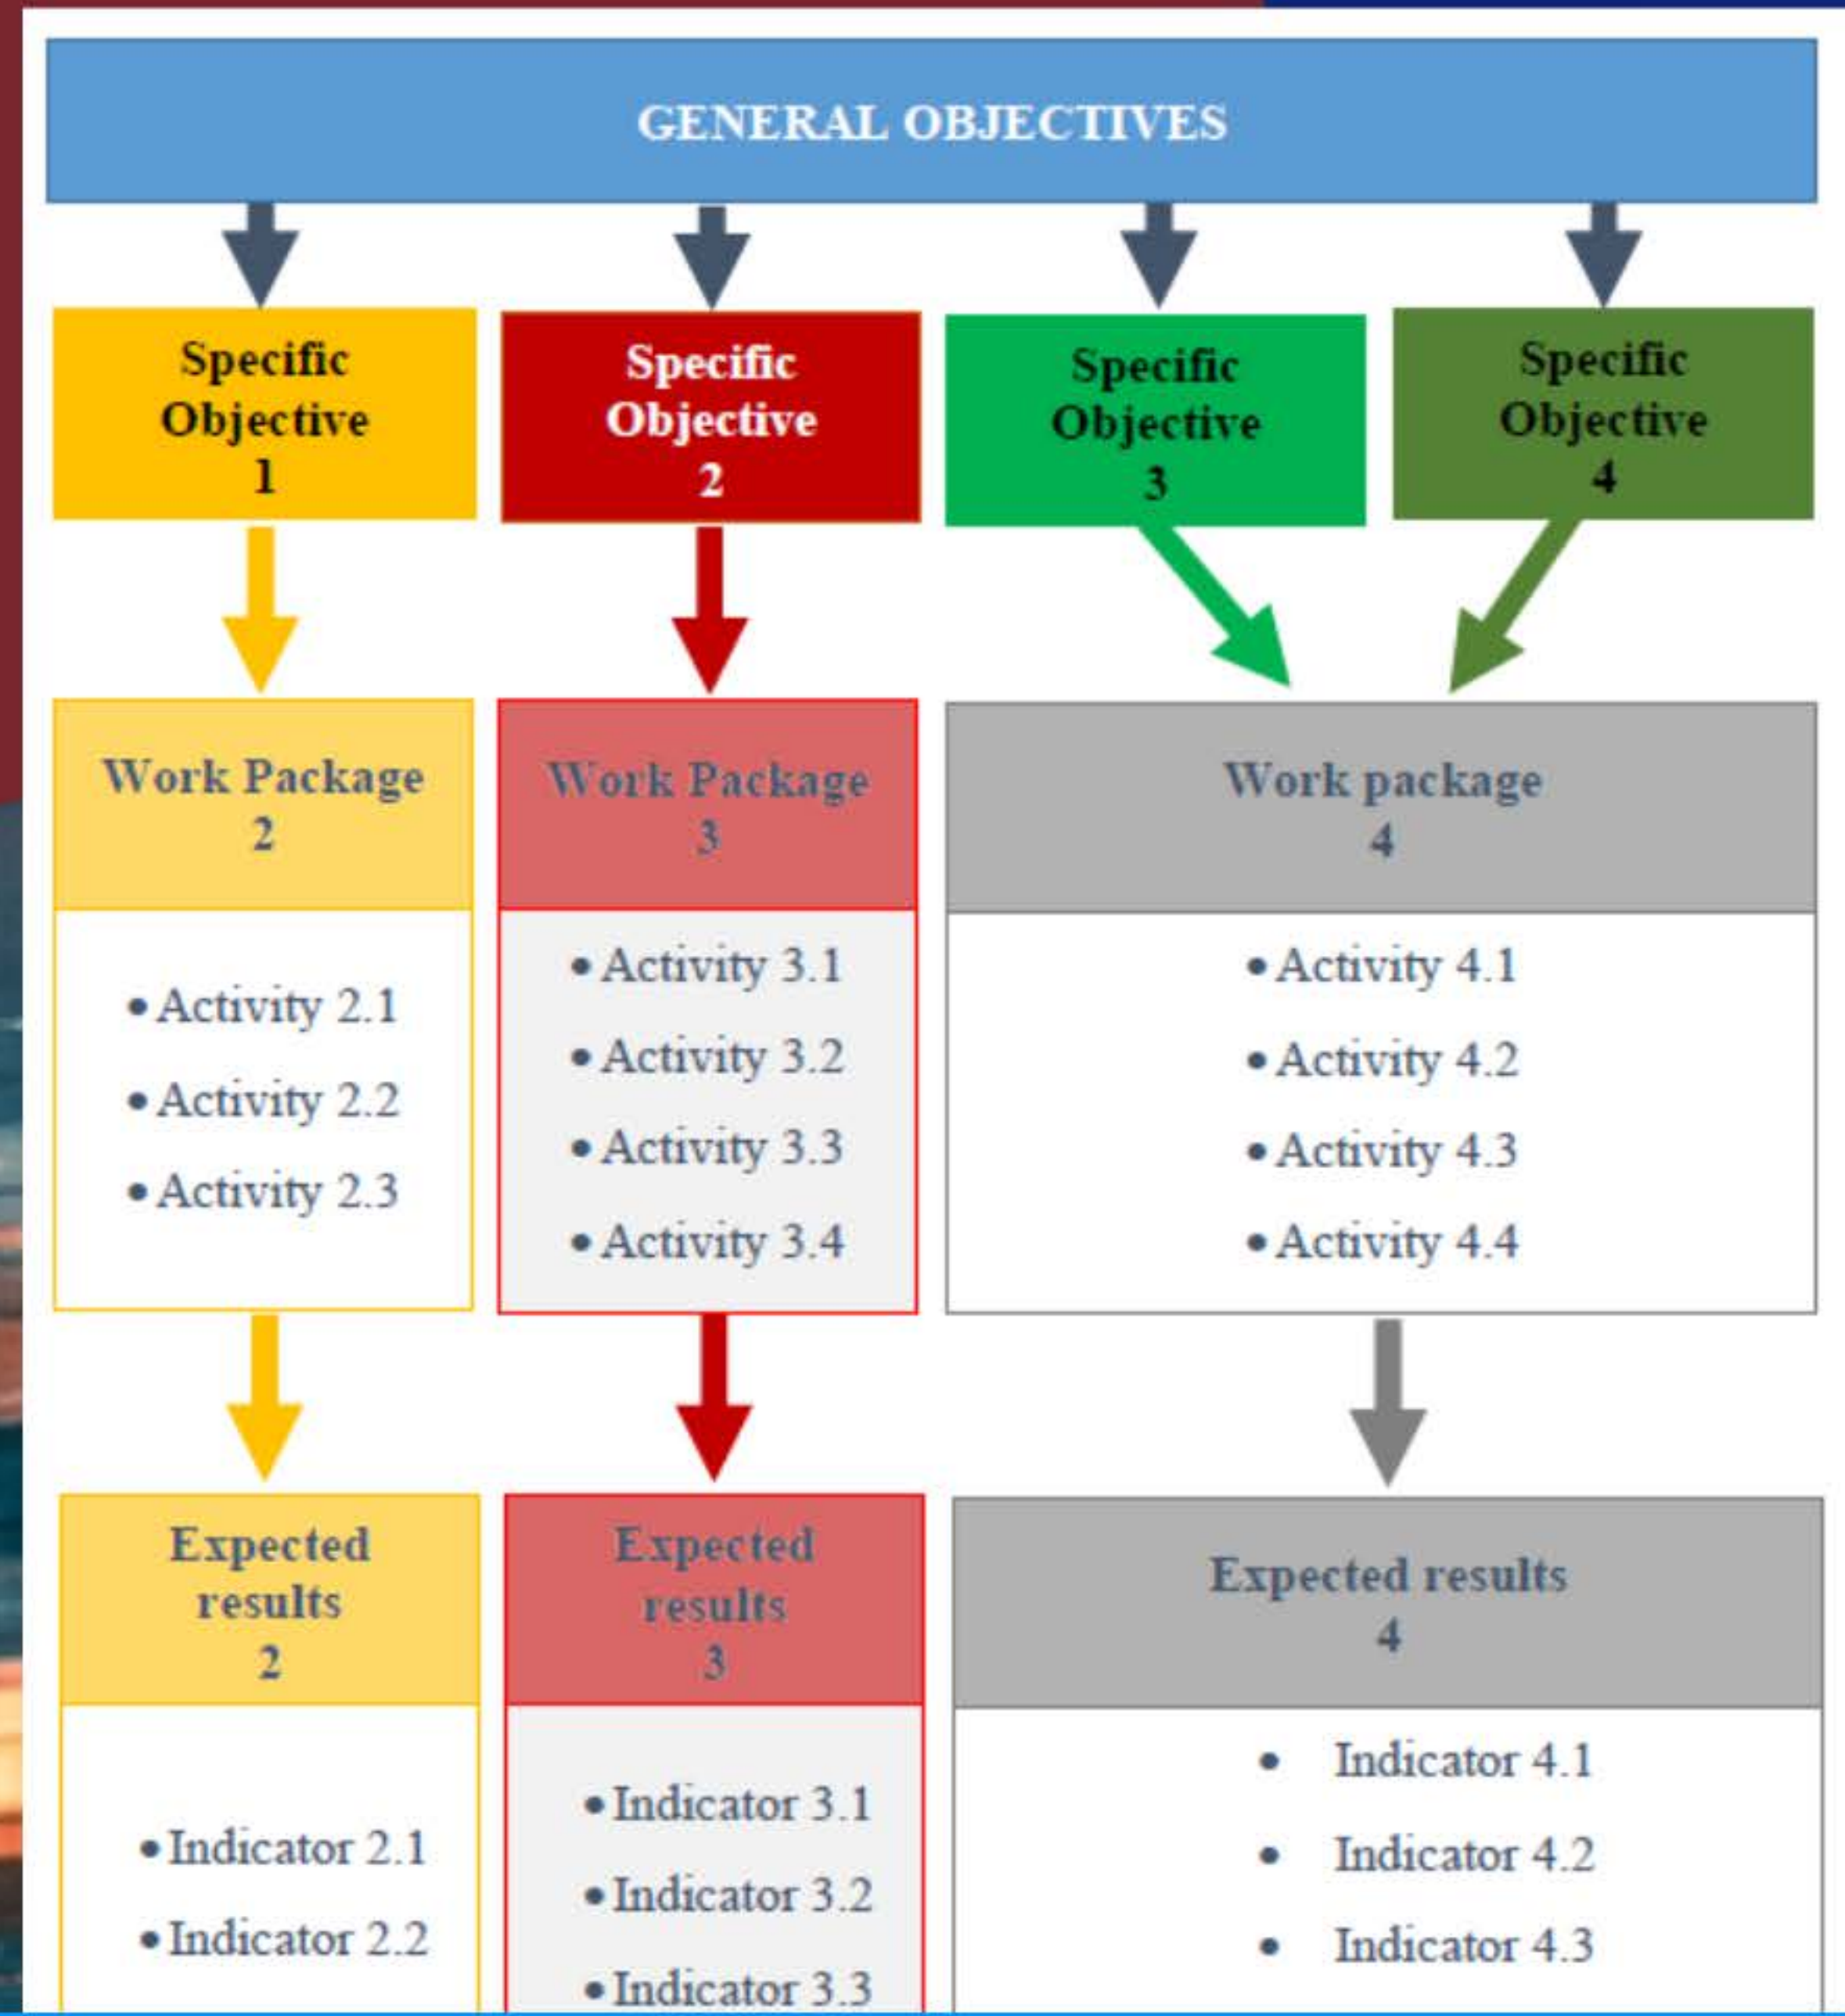 GENERAL OBJECTIVES
Specific
Objective
1
Specific
Objective
2
Specific
Objective
3
Specific
Objective
4
Work Package
2
• Activity 2.1
• Activity 2.2
• Activity 2.3
Work Package
3
• Activity 3.1
• Activity 3.2
• Activity 3.3
• Activity 3.4
Work package
4
• Activity 4.1
• Activity 4.2
• Activity 4.3
• Activity 4.4
Expected
results
2
• Indicator 2.1
• Indicator 2.2
Expected
results
3
• Indicator 3.1
• Indicator 3.2
• Indicator 3.3
Expected results
4
• Indicator 4.1
• Indicator 4.2
• Indicator 4.3